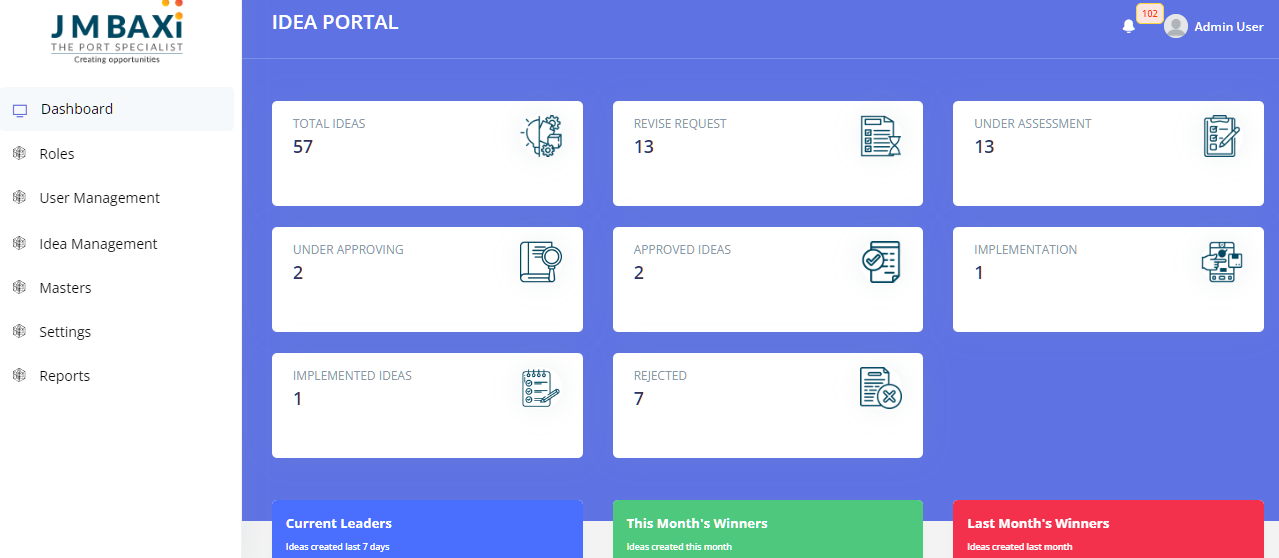 JMBAXi
THE PORT SPECIALIST
Creating opportunities
IDEA PORTAL
102
Admin User
Dashboard
Roles
User Management
Idea Management
Masters
Settings
Reports
TOTAL IDEAS
57
REVISE REQUEST
13
UNDER ASSESSMENT
13
UNDER APPROVING
2
APPROVED IDEAS
2
IMPLEMENTATION
1
IMPLEMENTED IDEAS
1
REJECTED
7
Current Leaders
Ideas created last 7 days
This Month's Winners
Ideas created this month
Last Month's Winners
Ideas created last month